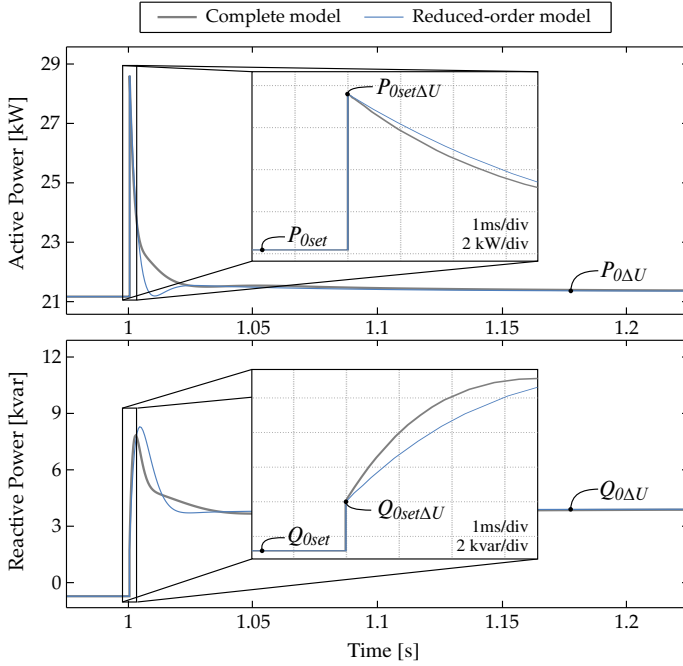 Complete model
Reduced-order model
Active Power [kW]
29
27
25
23
21
P0setΔU
P0set
1ms/div
2 kW/div
P0ΔU
1
1.05
1.1
1.15
1.2
Reactive Power [kvar]
12
9
6
3
0
Q0setΔU
Q0set
1ms/div
2 kvar/div
Q0ΔU
1
1.05
1.1
1.15
1.2
Time [s]